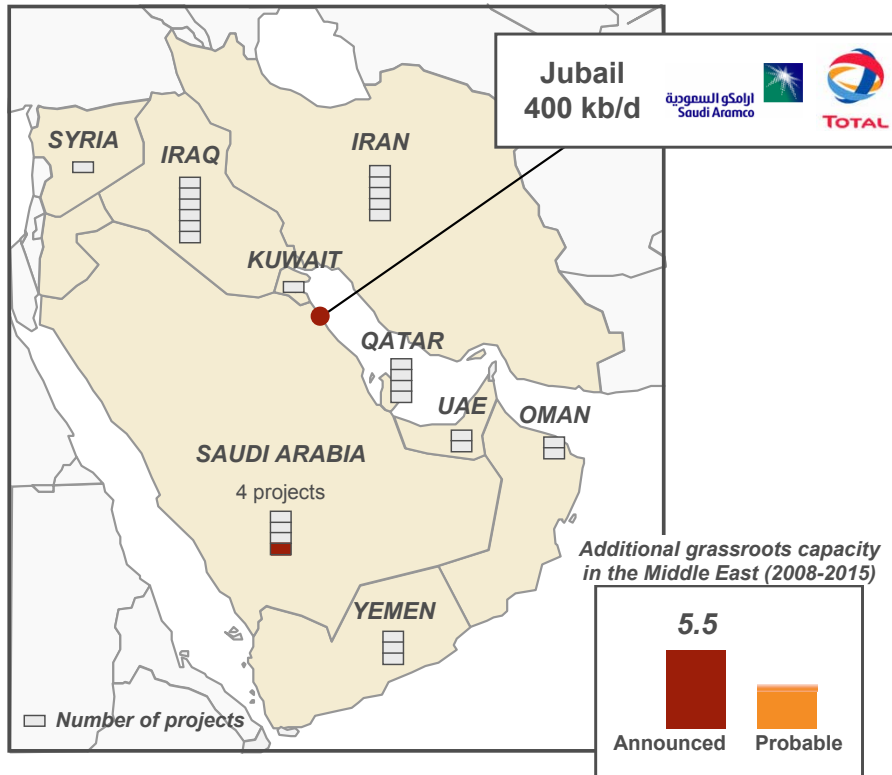 Jubail
400 kb/d
ارامكو السعودية
Saudi Aramco
TOTAL
SYRIA
IRAQ
IRAN
KUWAIT
QATAR
UAE
OMAN
SAUDI ARABIA
4 projects
YEMEN
Number of projects
Additional grassroots capacity
in the Middle East (2008-2015)
5.5
Announced
Probable